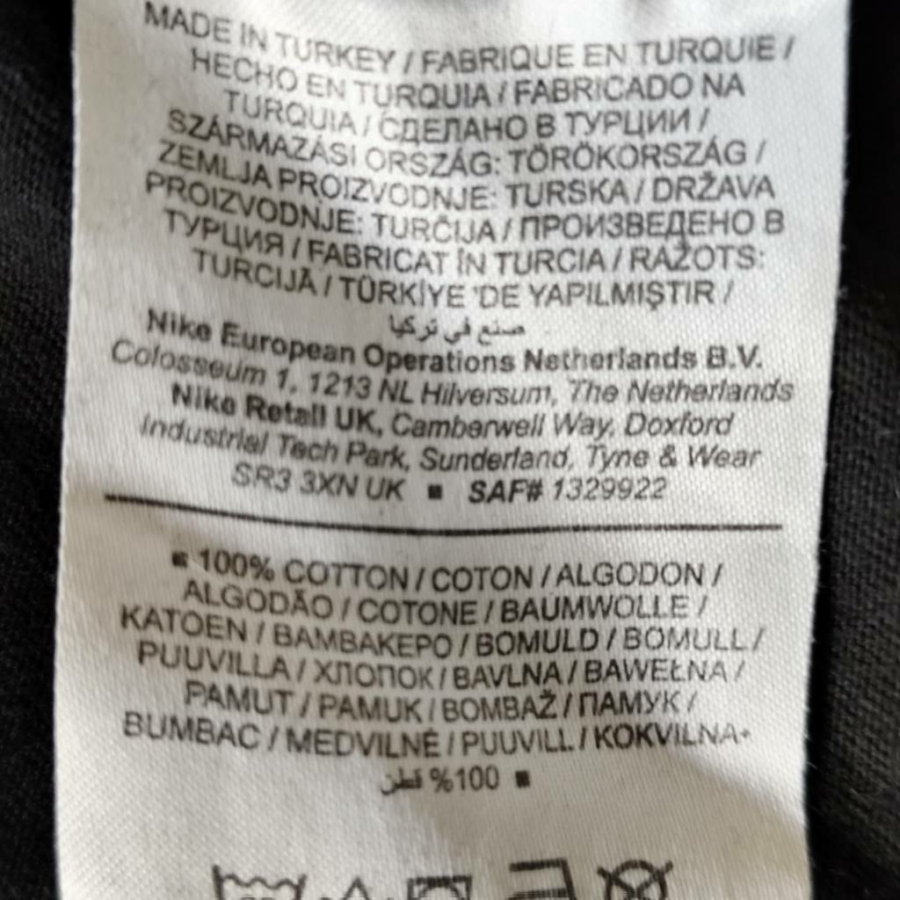 MADE IN TURKEY / FABRIQUE EN TURQUIE /
HECHO EN TURQUIA / FABRICADO NA
TURQUIA / СДЕЛАНО В ТУРЦИИ /
SZÁRMAZÁSI ORSZÁG: TÖRÖKORSZÁG /
ZEMLJA PROIZVODNJE: TURSKA / DRŽAVA
PROIZVODNJE: TURČIJA / ПРОИЗВЕДЕНО В
ТУРЦИЯ / FABRICAT ÎN TURCIA / RAŽOTS:
TURCIJĀ / TÜRKİYE 'DE YAPILMIŞTIR /
صنع في تركيا
Nike European Operations Netherlands B.V.
Colosseum 1, 1213 NL Hilversum, The Netherlands
Nike Retail UK, Camberwell Way, Doxford
Industrial Tech Park, Sunderland, Tyne & Wear
SR3 3XN UK ■ SAF# 1329922
■ 100% COTTON / COTON / ALGODON /
ALGODÃO / COTONE / BAUMWOLLE /
KATOEN / ΒΑΜΒΑΚΕΡΟ / BOMULD / BOMULL /
PUUVILLA / ХЛОПОК / BAVLNA / BAWEŁNA /
PAMUT / PAMUK / BOMBAŽ / ПАМУК /
BUMBAC / MEDVILNĖ / PUUVILL / KOKVILNA
100% قطن ■